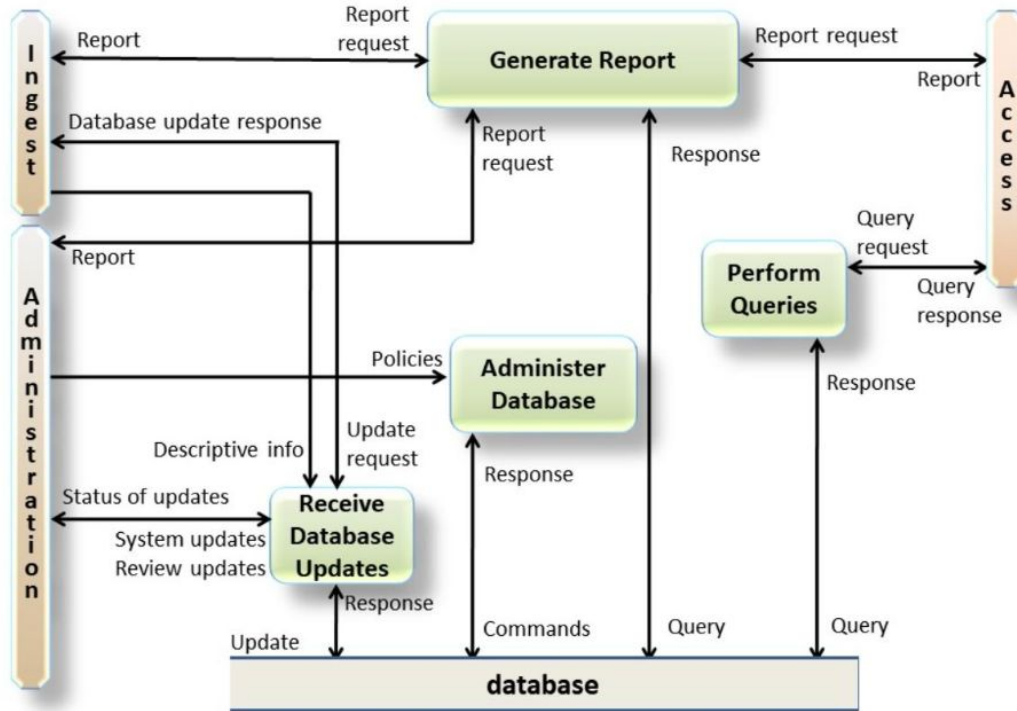 Ingest
Report
Report
request
Generate Report
Report request
Report
Access
Database update response
Report
request
Response
Report
Query
request
Perform
Queries
Query
response
Administration
Policies
Administer
Database
Response
Descriptive info
Update
request
Response
Status of updates
System updates
Review updates
Receive
Database
Updates
Response
Update
Commands
Query
Query
database